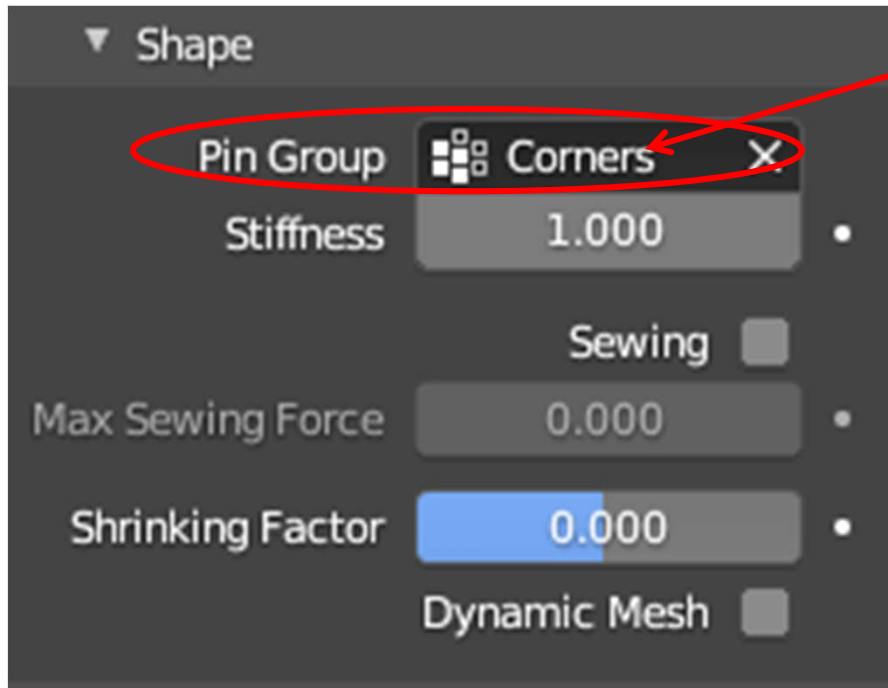 Shape
Pin Group Corners
Stiffness 1.000
Sewing
Max Sewing Force 0.000
Shrinking Factor 0.000
Dynamic Mesh